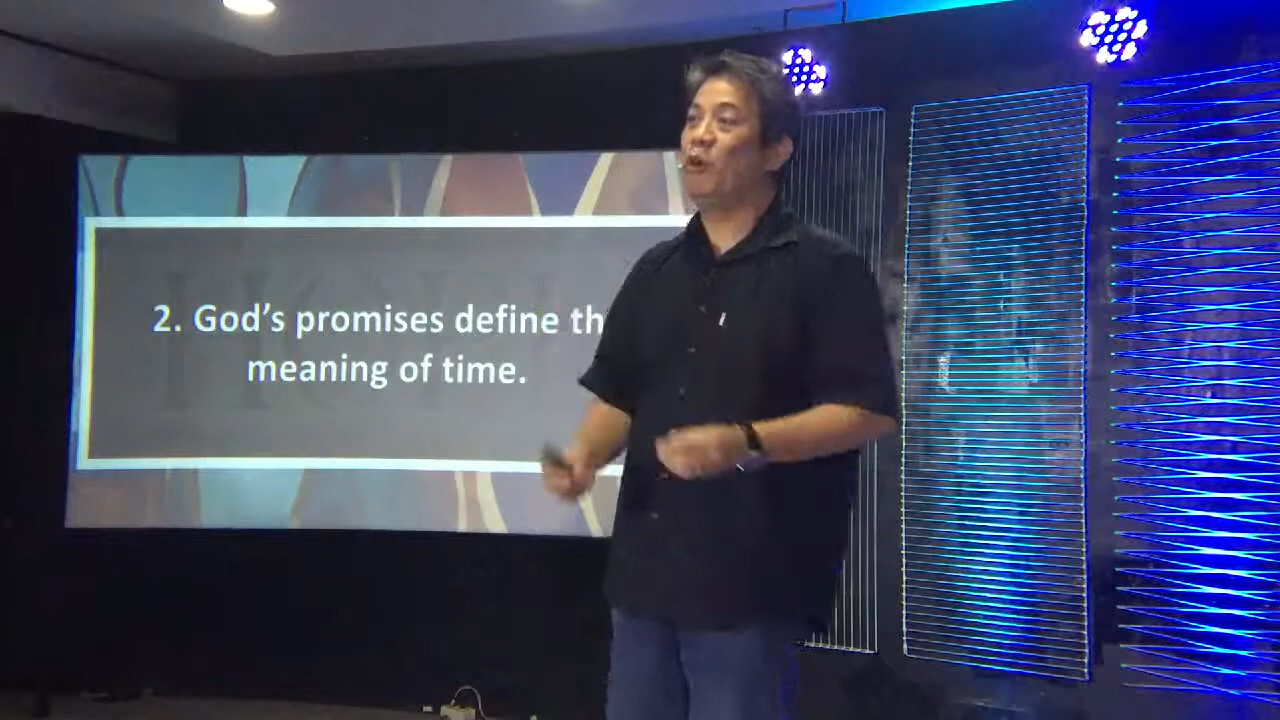 2. God's promises define th
meaning of time.